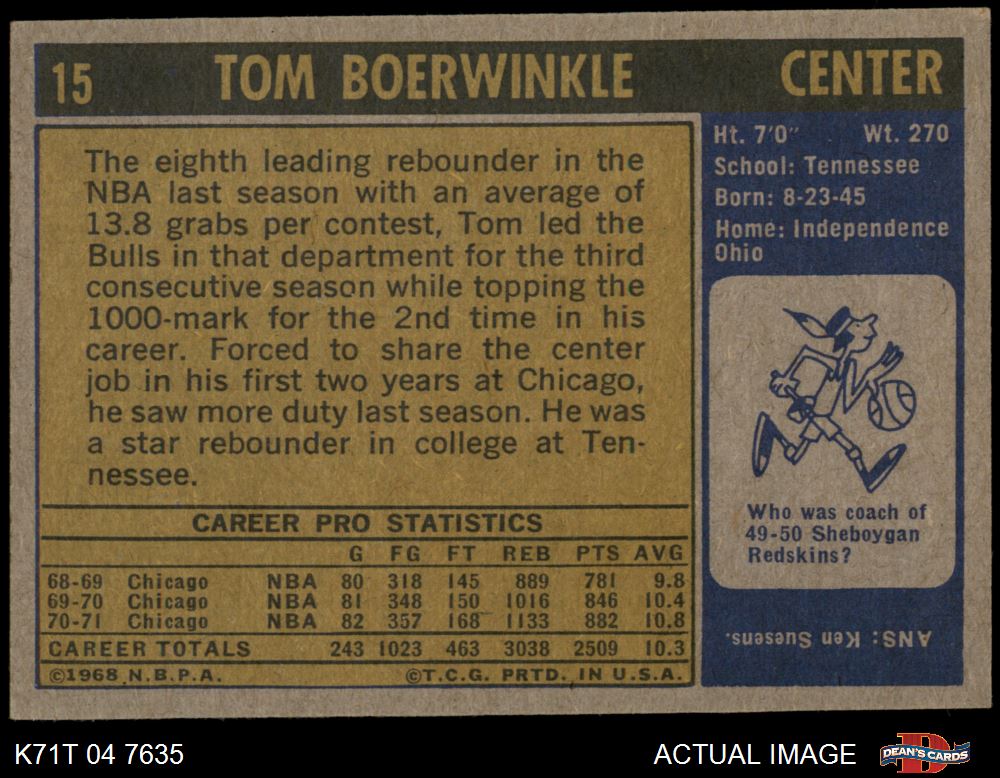 15 TOM BOERWINKLE CENTER
The eighth leading rebounder in the
NBA last season with an average of
13.8 grabs per contest, Tom led the
Bulls in that department for the third
consecutive season while topping the
1000-mark for the 2nd time in his
career. Forced to share the center
job in his first two years at Chicago,
he saw more duty last season. He was
a star rebounder in college at Ten-
nessee.
CAREER PRO STATISTICS
G FG FT REB PTS AVG
68-69 Chicago NBA 80 318 145 889 781 9.8
69-70 Chicago NBA 81 348 150 1016 846 10.4
70-71 Chicago NBA 82 357 168 1133 882 10.8
CAREER TOTALS 243 1023 463 3038 2509 10.3
©1968 N.B.P.A. ©T.C.G. PRTD. IN U.S.A.
Ht. 7'0" Wt. 270
School: Tennessee
Born: 8-23-45
Home: Independence
Ohio
Who was coach of
49-50 Sheboygan
Redskins?
ANS: Ken Suesens.
K71T 04 7635 ACTUAL IMAGE DEAN'S CARDS